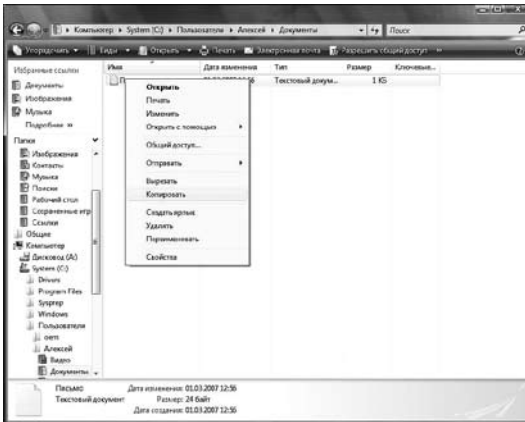 Компьютер ▸ System (C:) ▸ Пользователи ▸ Алексей ▸ Документы
Поиск
Упорядочить Виды Открыть Печать Электронная почта Разрешить общий доступ »
Избранные ссылки
Документы
Изображения
Музыка
Подробнее »
Папки
Изображения
Контакты
Музыка
Поиски
Рабочий стол
Сохраненные игр
Ссылки
Общие
Компьютер
Дисковод (A:)
System (C:)
Drivers
Program Files
Sysprep
Windows
Пользователи
oem
Алексей
Видео
Документы
Имя Дата изменения Тип Размер Ключевые...
Текстовый докум... 1 КБ
Открыть
Печать
Изменить
Открыть с помощью
Общий доступ...
Отправить
Вырезать
Копировать
Создать ярлык
Удалить
Переименовать
Свойства
Письмо Дата изменения: 01.03.2007 12:56
Текстовый документ Размер: 24 байт
Дата создания: 01.03.2007 12:56